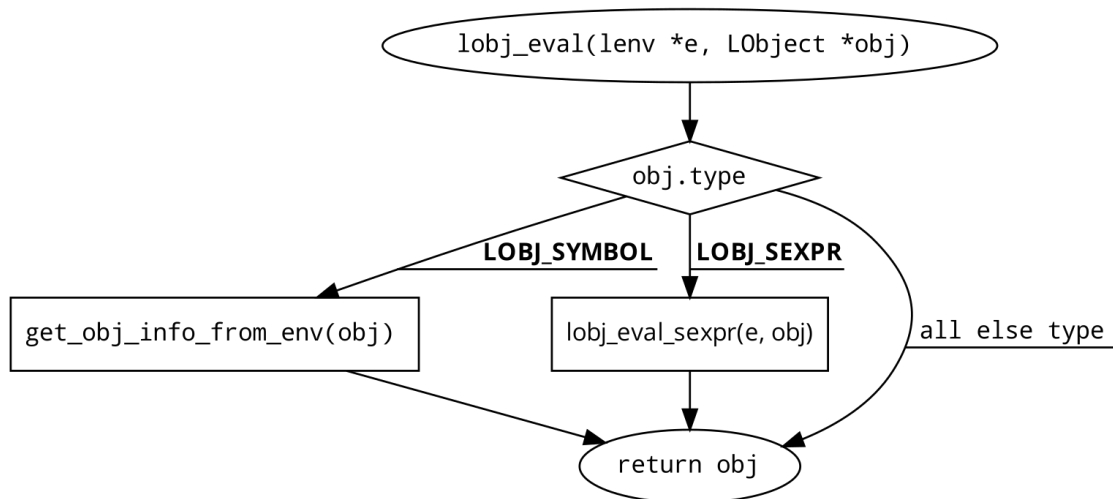 lobj_eval(lenv *e, LObject *obj)
obj.type
LOBJ_SYMBOL
LOBJ_SEXPR
get_obj_info_from_env(obj)
lobj_eval_sexpr(e, obj)
all else type
return obj